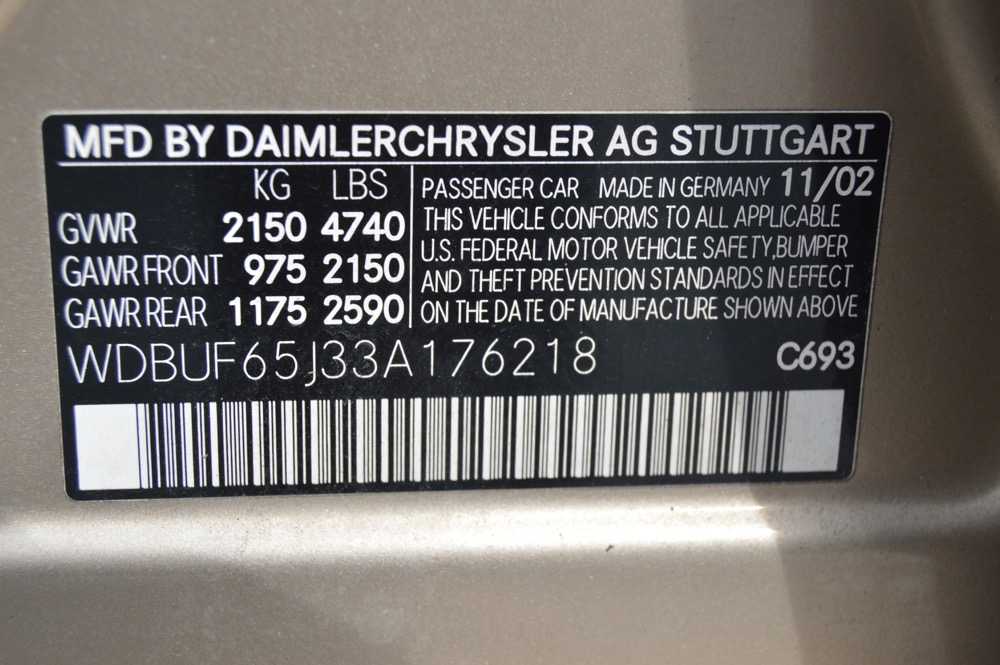 MFD BY DAIMLERCHRYSLER AG STUTTGART
KG LBS
GVWR 2150 4740
GAWR FRONT 975 2150
GAWR REAR 1175 2590
PASSENGER CAR MADE IN GERMANY 11/02
THIS VEHICLE CONFORMS TO ALL APPLICABLE
U.S. FEDERAL MOTOR VEHICLE SAFETY,BUMPER
AND THEFT PREVENTION STANDARDS IN EFFECT
ON THE DATE OF MANUFACTURE SHOWN ABOVE
WDBUF65J33A176218 C693